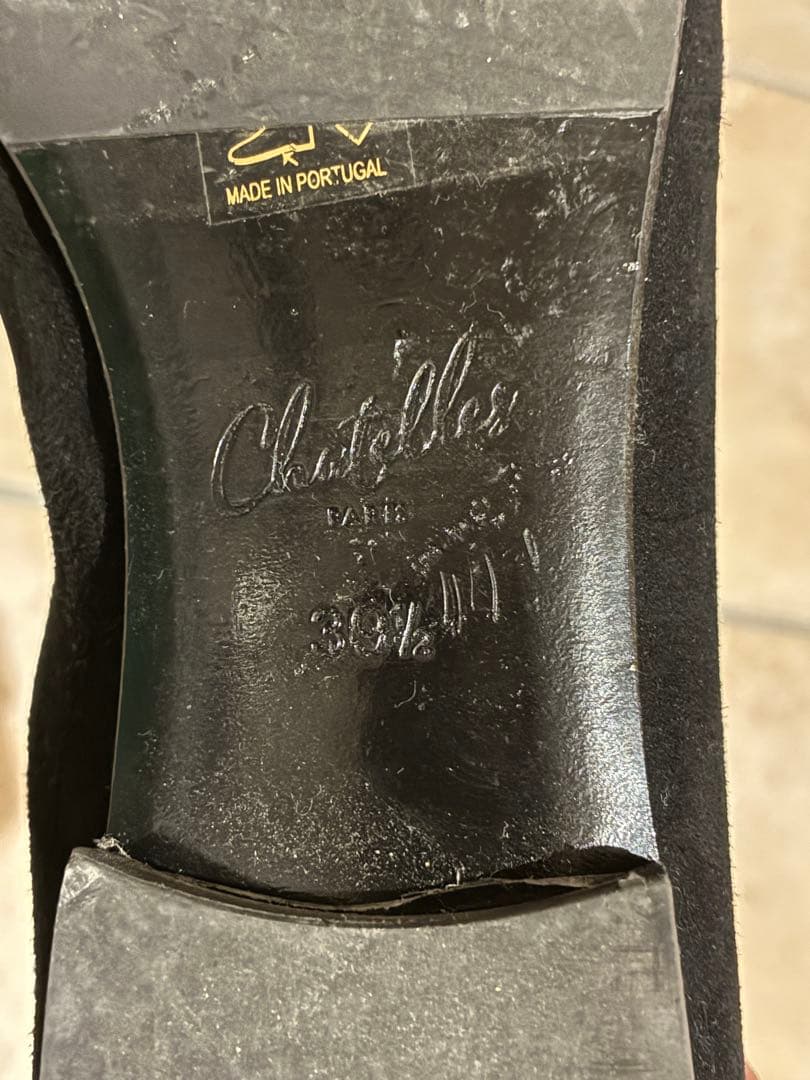 MADE IN PORTUGAL
Chatelles
PARIS
39½